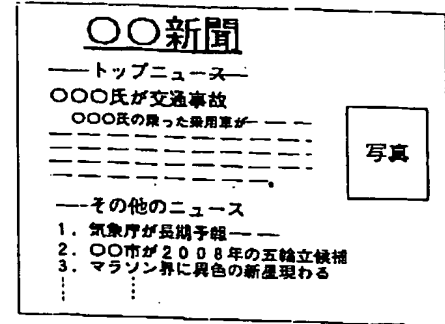 〇〇新聞
――トップニュース――
〇〇〇氏が交通事故
〇〇〇氏の乗った乗用車が－－－
写真
――その他のニュース
1．気象庁が長期予報－－
2．〇〇市が2008年の五輪立候補
3．マラソン界に異色の新星現わる